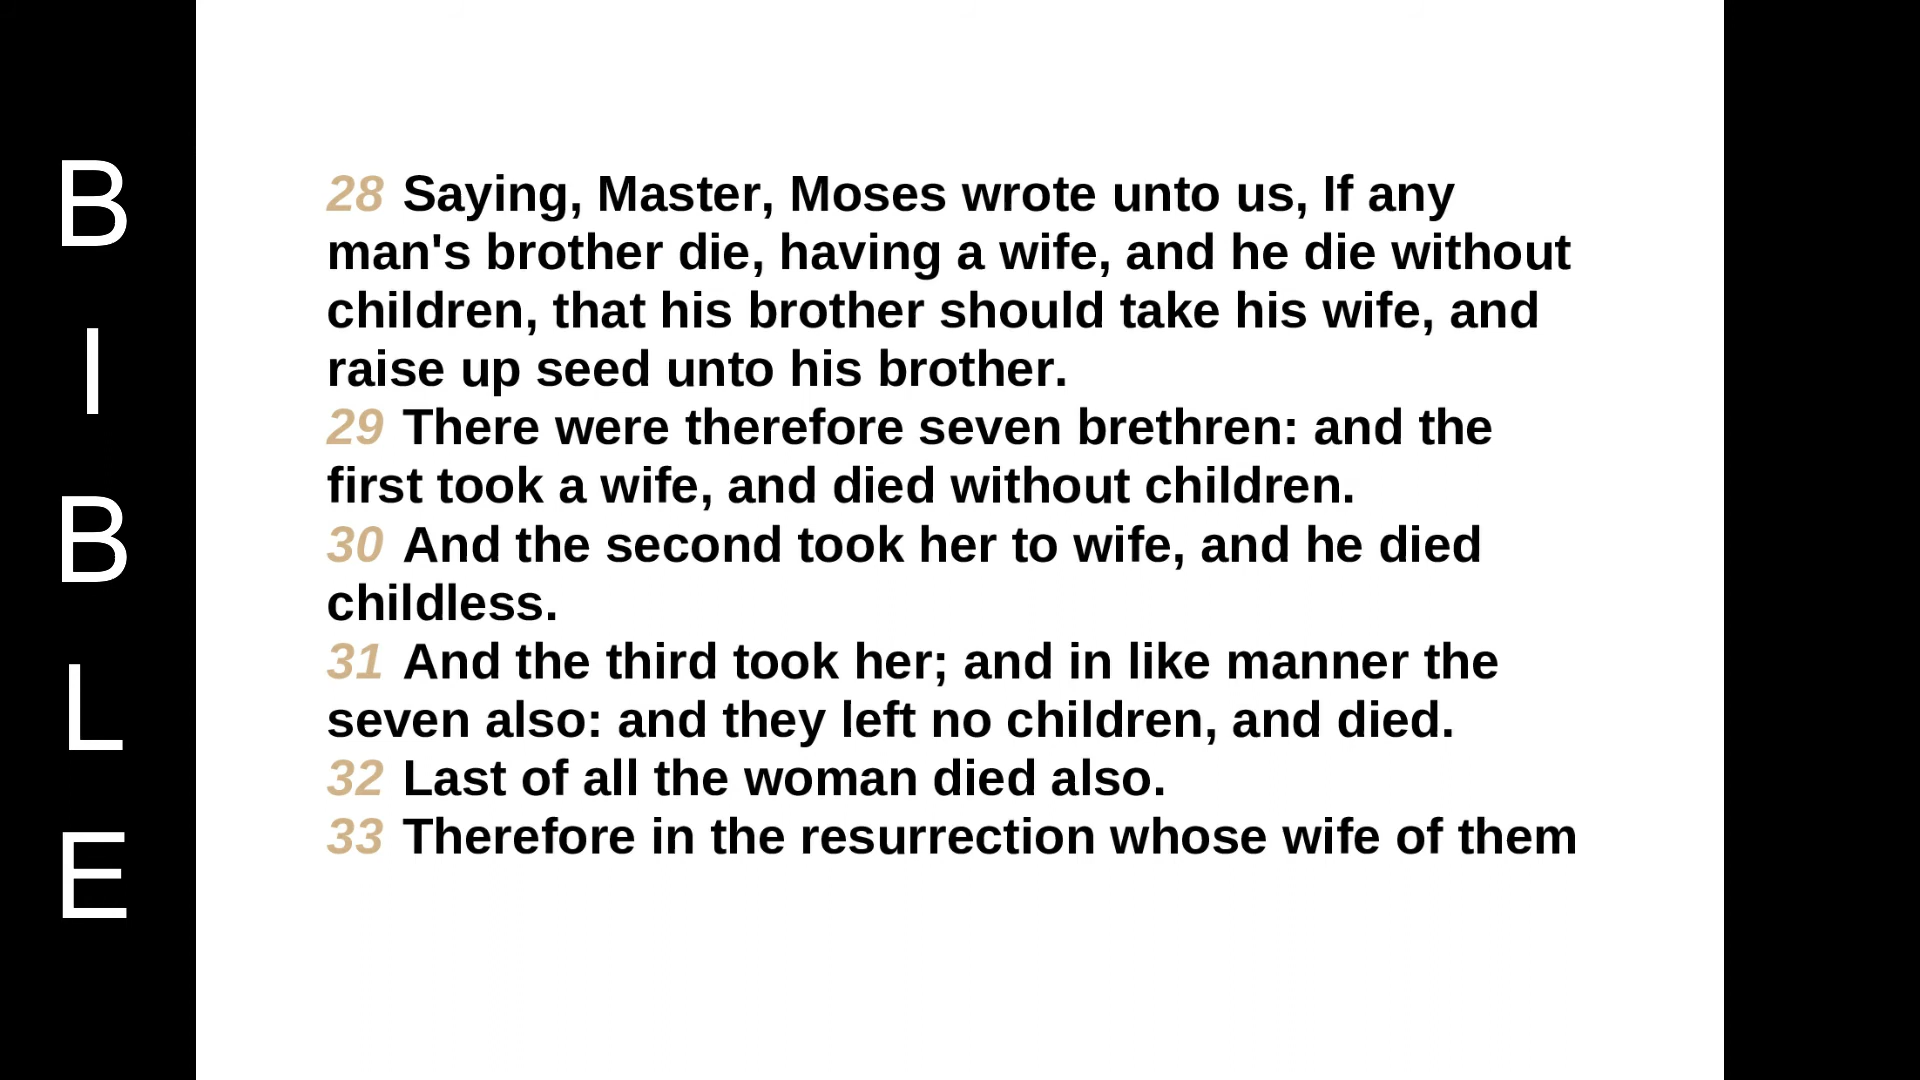 B
I
B
L
E
28 Saying, Master, Moses wrote unto us, If any
man's brother die, having a wife, and he die without
children, that his brother should take his wife, and
raise up seed unto his brother.
29 There were therefore seven brethren: and the
first took a wife, and died without children.
30 And the second took her to wife, and he died
childless.
31 And the third took her; and in like manner the
seven also: and they left no children, and died.
32 Last of all the woman died also.
33 Therefore in the resurrection whose wife of them